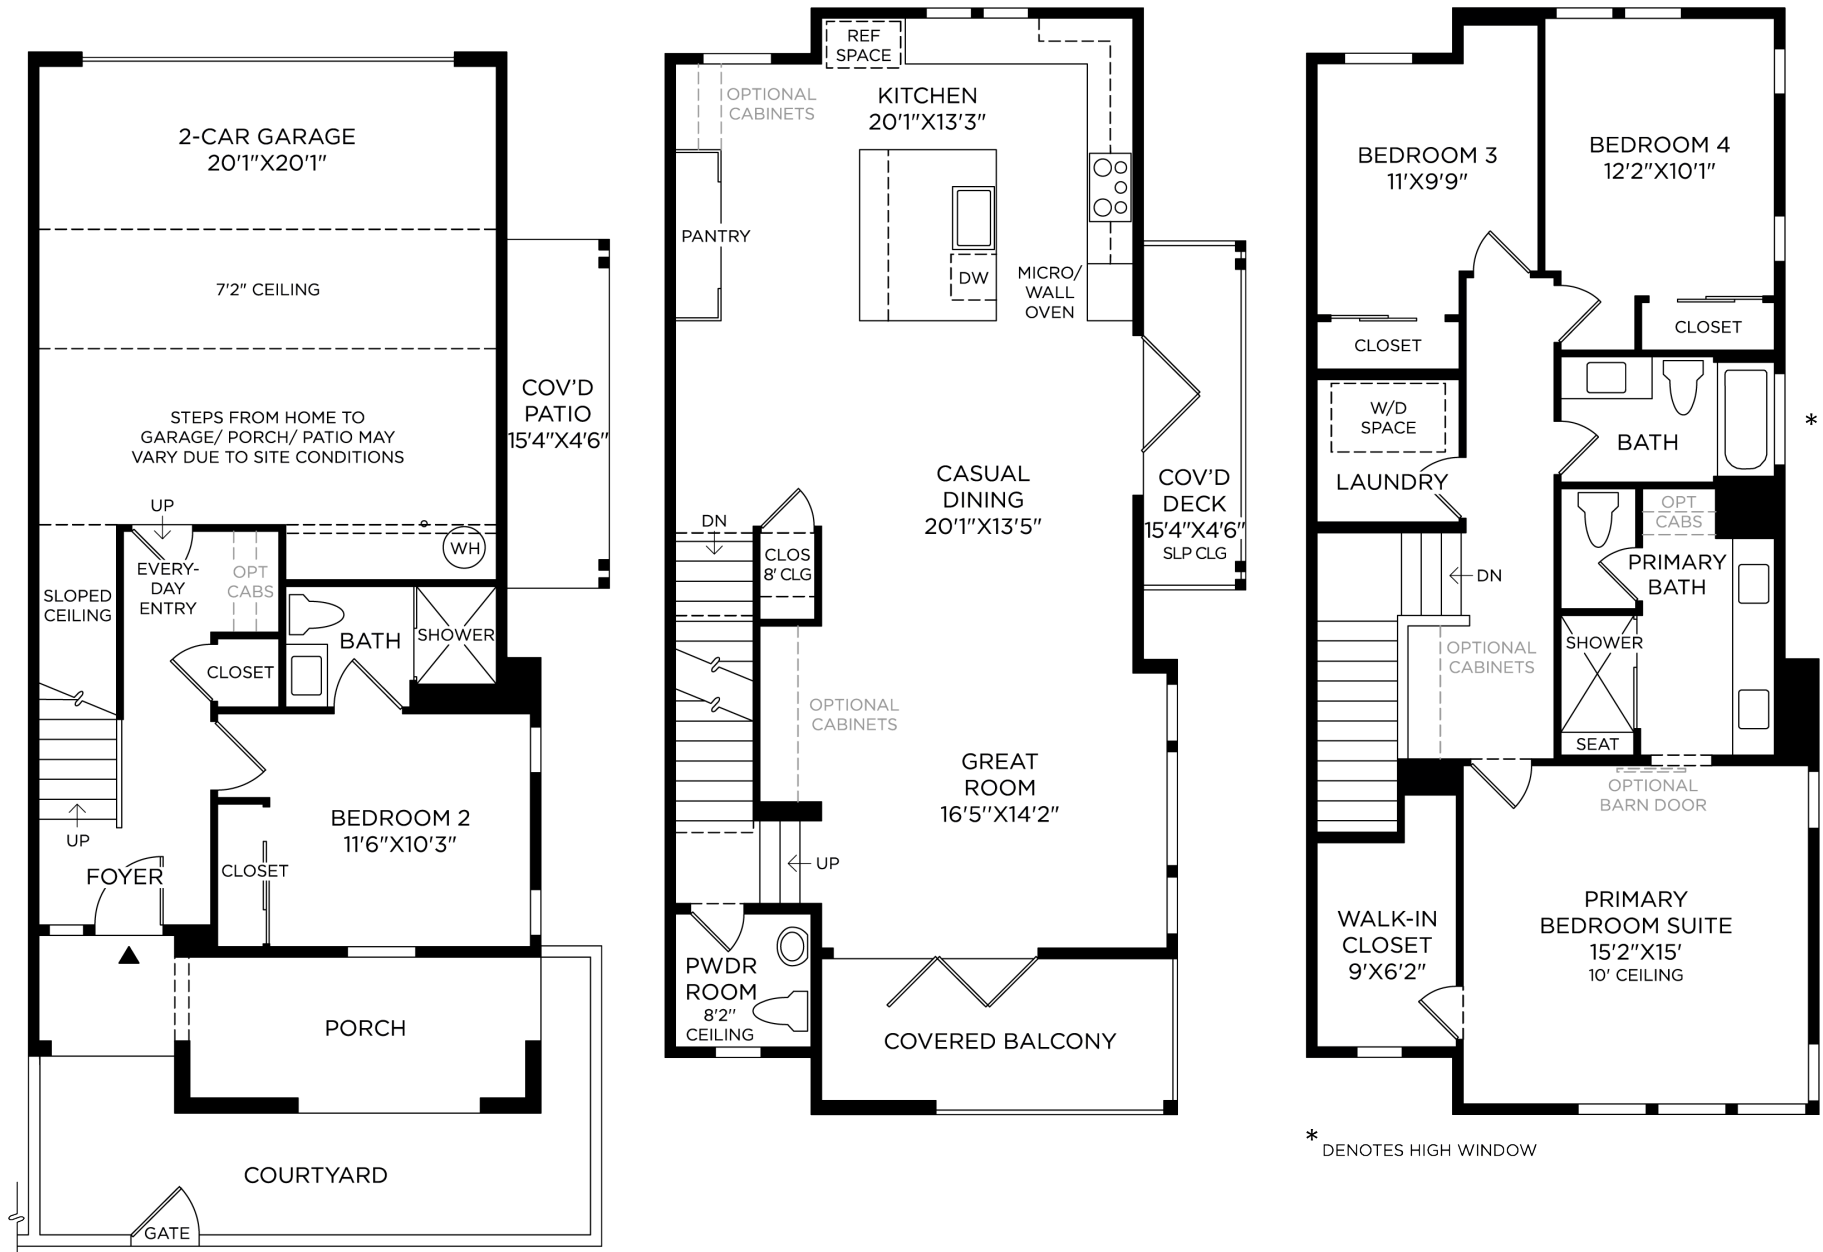 2-CAR GARAGE
20'1"X20'1"
7'2" CEILING
STEPS FROM HOME TO
GARAGE/ PORCH/ PATIO MAY
VARY DUE TO SITE CONDITIONS
COV'D
PATIO
15'4"X4'6"
UP
WH
EVERY-
DAY
ENTRY
OPT
CABS
SLOPED
CEILING
BATH
SHOWER
CLOSET
BEDROOM 2
11'6"X10'3"
UP
CLOSET
FOYER
PORCH
COURTYARD
GATE
REF
SPACE
OPTIONAL
CABINETS
KITCHEN
20'1"X13'3"
PANTRY
DW
MICRO/
WALL
OVEN
CASUAL
DINING
20'1"X13'5"
COV'D
DECK
15'4"X4'6"
SLP CLG
DN
CLOS
8' CLG
OPTIONAL
CABINETS
GREAT
ROOM
16'5''X14'2"
UP
PWDR
ROOM
8'2''
CEILING
COVERED BALCONY
BEDROOM 3
11'X9'9"
BEDROOM 4
12'2"X10'1"
CLOSET
CLOSET
W/D
SPACE
LAUNDRY
BATH
*
OPT
CABS
PRIMARY
BATH
DN
SHOWER
OPTIONAL
CABINETS
SEAT
OPTIONAL
BARN DOOR
WALK-IN
CLOSET
9'X6'2"
PRIMARY
BEDROOM SUITE
15'2"X15'
10' CEILING
* DENOTES HIGH WINDOW